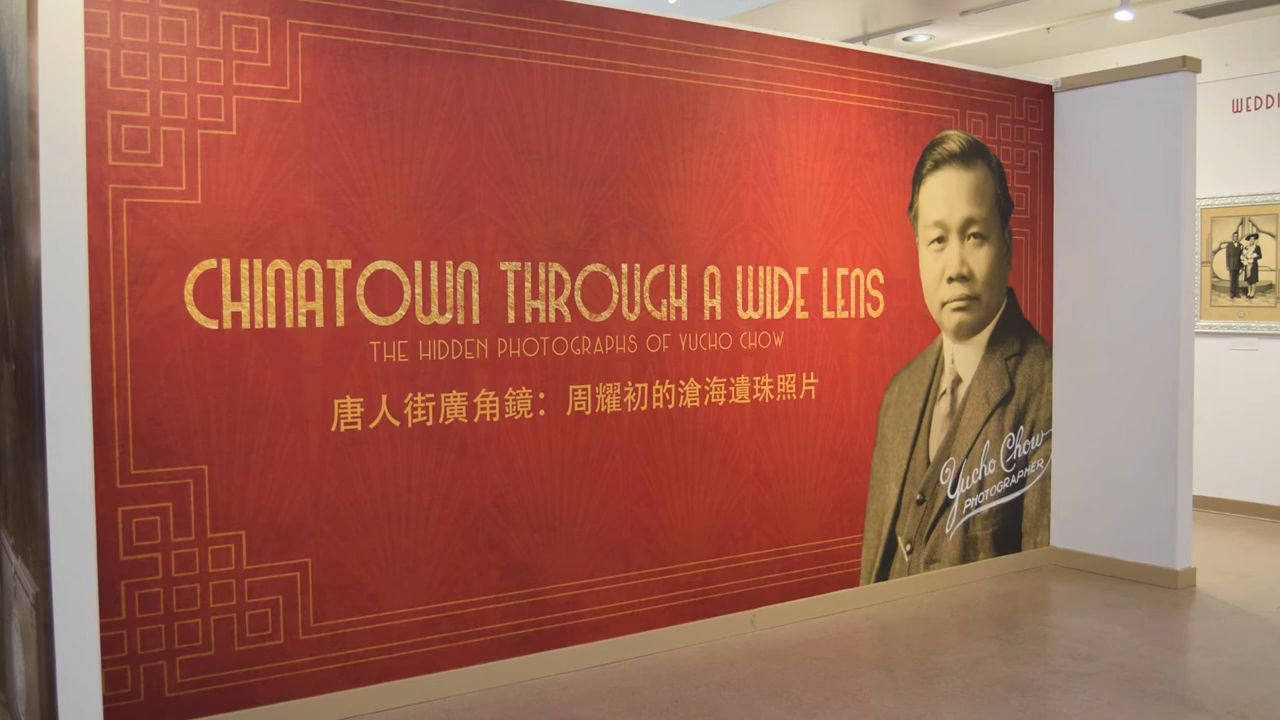 CHINATOWN THROUGH A WIDE LENS
THE HIDDEN PHOTOGRAPHS OF YUCHO CHOW
唐人街廣角鏡：周耀初的滄海遺珠照片
Yucho Chow
PHOTOGRAPHER